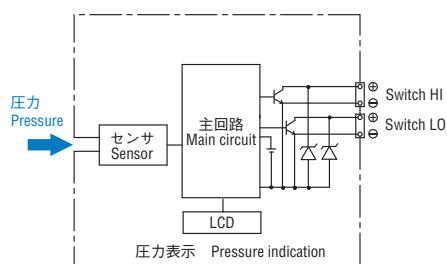 圧力
Pressure
センサ
Sensor
主回路
Main circuit
LCD
圧力表示 Pressure indication
⊕
Switch HI
⊖
⊕
Switch LO
⊖